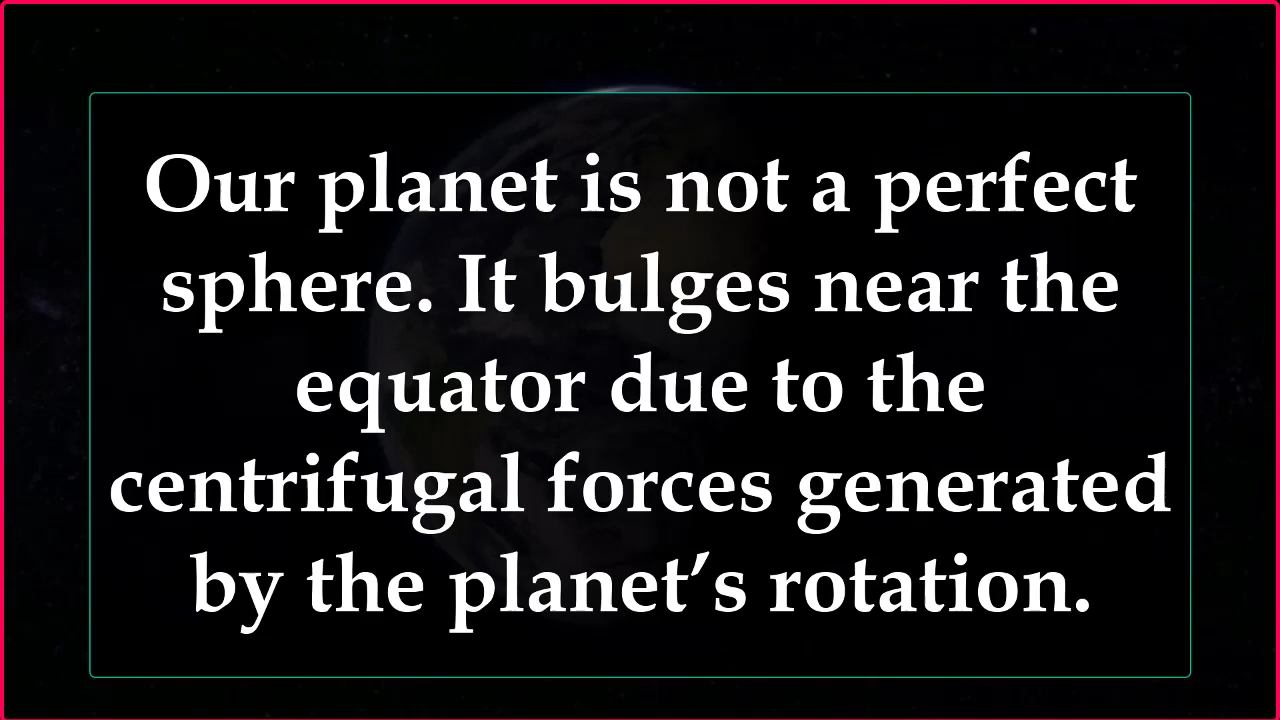 Our planet is not a perfect
sphere. It bulges near the
equator due to the
centrifugal forces generated
by the planet’s rotation.